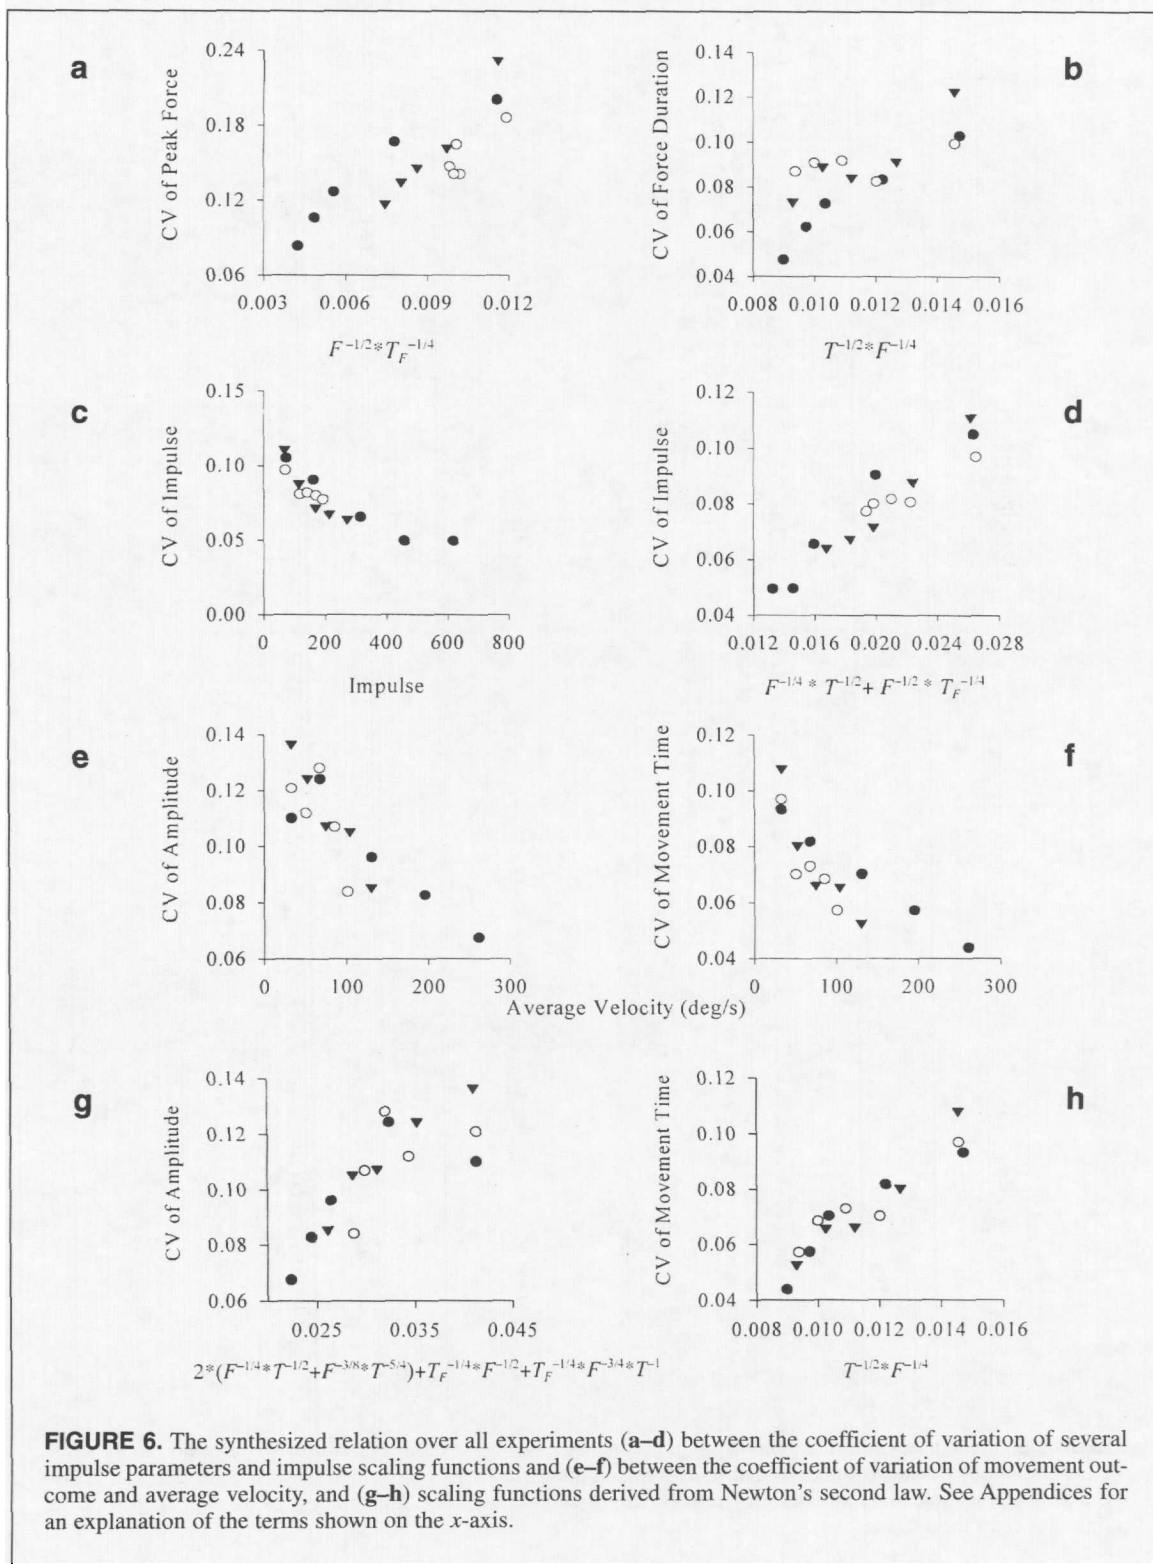 a
CV of Peak Force
0.24
0.18
0.12
0.06
0.003 0.006 0.009 0.012
F^{-1/2}*T_F^{-1/4}
b
CV of Force Duration
0.14
0.12
0.10
0.08
0.06
0.04
0.008 0.010 0.012 0.014 0.016
T^{-1/2}*F^{-1/4}
c
CV of Impulse
0.15
0.10
0.05
0.00
0 200 400 600 800
Impulse
d
CV of Impulse
0.12
0.10
0.08
0.06
0.04
0.012 0.016 0.020 0.024 0.028
F^{-1/4} * T^{-1/2} + F^{-1/2} * T_F^{-1/4}
e
CV of Amplitude
0.14
0.12
0.10
0.08
0.06
0 100 200 300
f
CV of Movement Time
0.12
0.10
0.08
0.06
0.04
0 100 200 300
Average Velocity (deg/s)
g
CV of Amplitude
0.14
0.12
0.10
0.08
0.06
0.025 0.035 0.045
2*(F^{-1/4}*T^{-1/2}+F^{-3/8}*T^{-5/4})+T_F^{-1/4}*F^{-1/2}+T_F^{-1/4}*F^{-3/4}*T^{-1}
h
CV of Movement Time
0.12
0.10
0.08
0.06
0.04
0.008 0.010 0.012 0.014 0.016
T^{-1/2}*F^{-1/4}
FIGURE 6. The synthesized relation over all experiments (a–d) between the coefficient of variation of several
impulse parameters and impulse scaling functions and (e–f) between the coefficient of variation of movement out-
come and average velocity, and (g–h) scaling functions derived from Newton's second law. See Appendices for
an explanation of the terms shown on the x-axis.